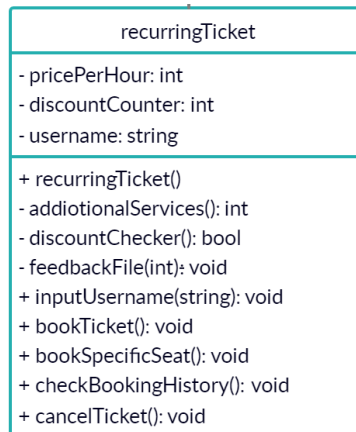 recurringTicket
- pricePerHour: int
- discountCounter: int
- username: string
+ recurringTicket()
- addiotionalServices(): int
- discountChecker(): bool
- feedbackFile(int): void
+ inputUsername(string): void
+ bookTicket(): void
+ bookSpecificSeat(): void
+ checkBookingHistory(): void
+ cancelTicket(): void